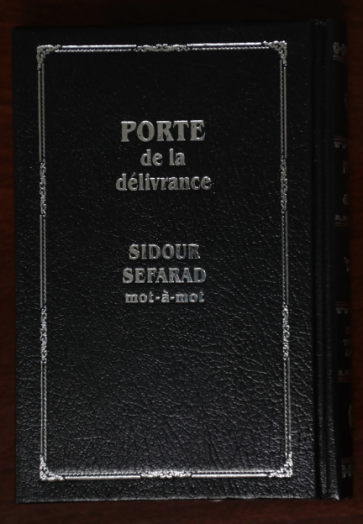 PORTE
de la
délivrance
SIDOUR
SEFARAD
mot-à-mot